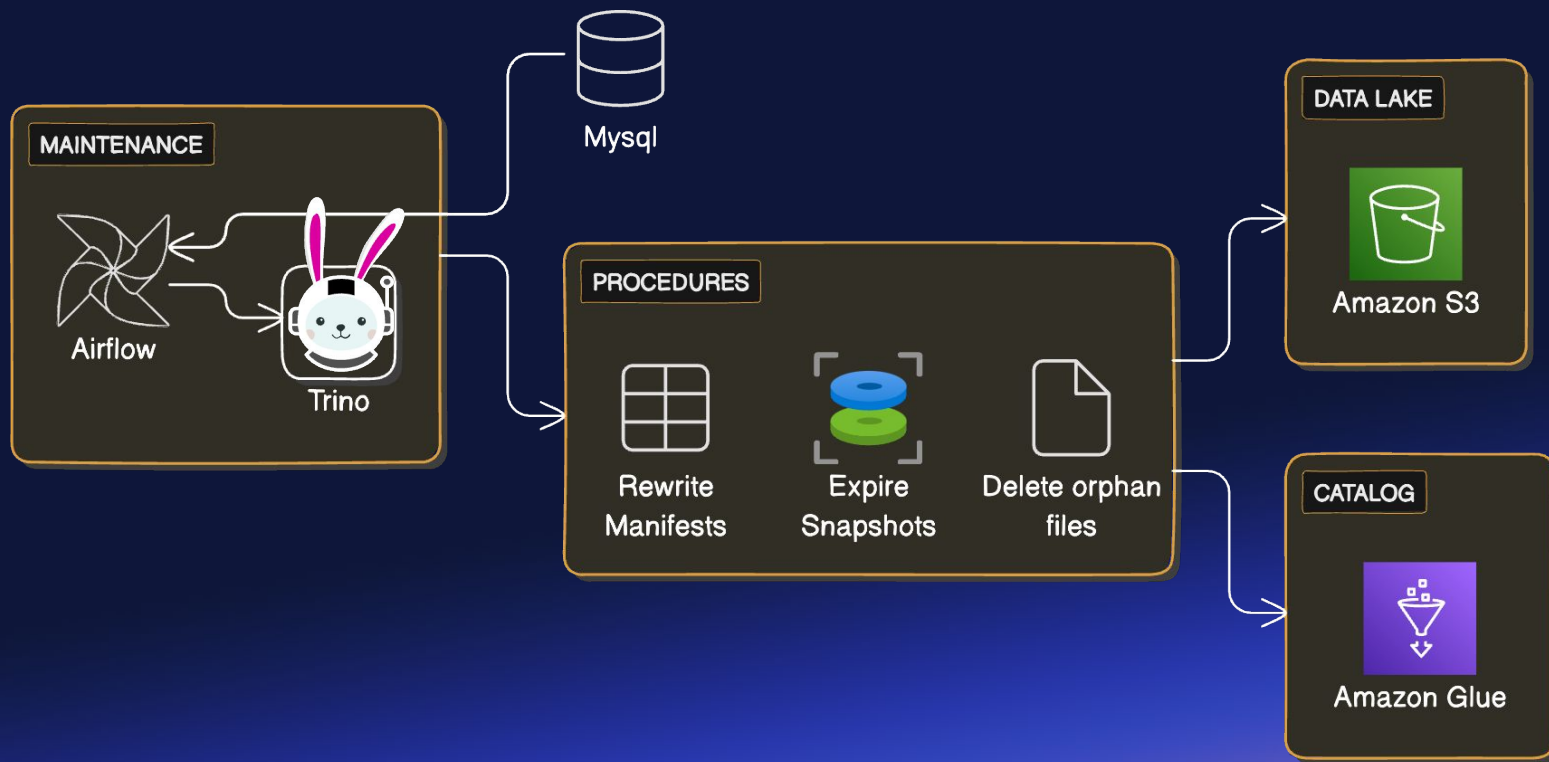 Mysql
MAINTENANCE
Airflow
Trino
PROCEDURES
Rewrite
Manifests
Expire
Snapshots
Delete orphan
files
DATA LAKE
Amazon S3
CATALOG
Amazon Glue